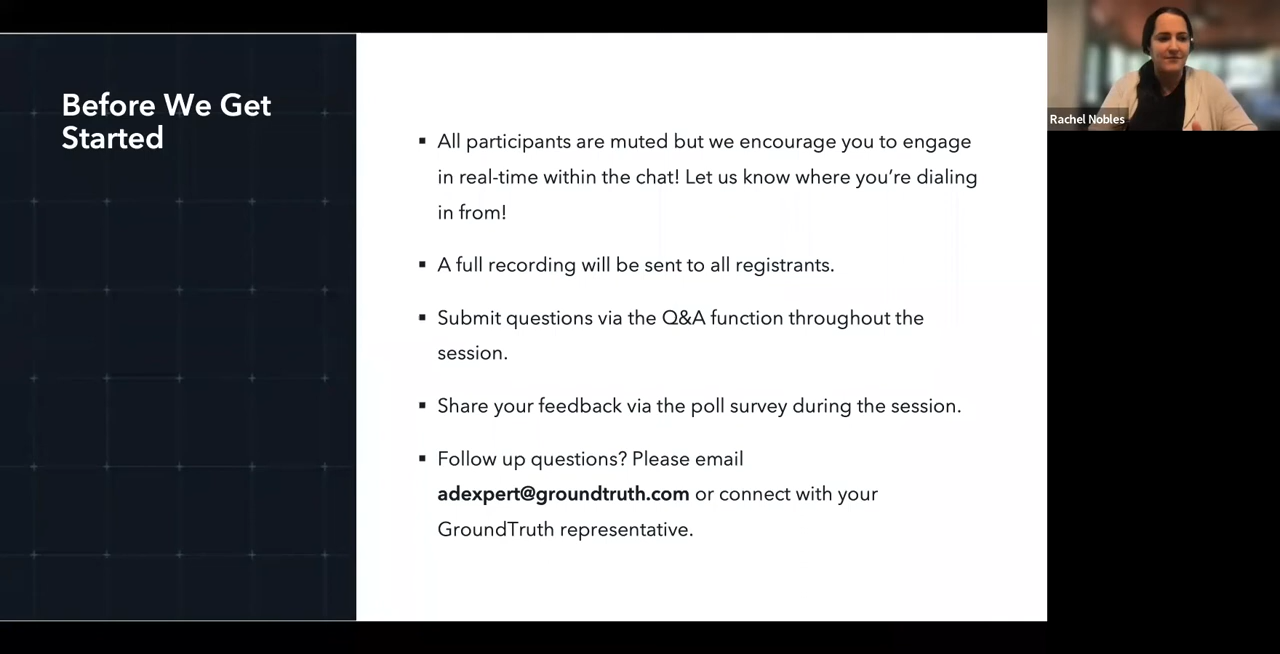 Before We Get
Started
▪ All participants are muted but we encourage you to engage
in real-time within the chat! Let us know where you’re dialing
in from!
▪ A full recording will be sent to all registrants.
▪ Submit questions via the Q&A function throughout the
session.
▪ Share your feedback via the poll survey during the session.
▪ Follow up questions? Please email
adexpert@groundtruth.com or connect with your
GroundTruth representative.
Rachel Nobles